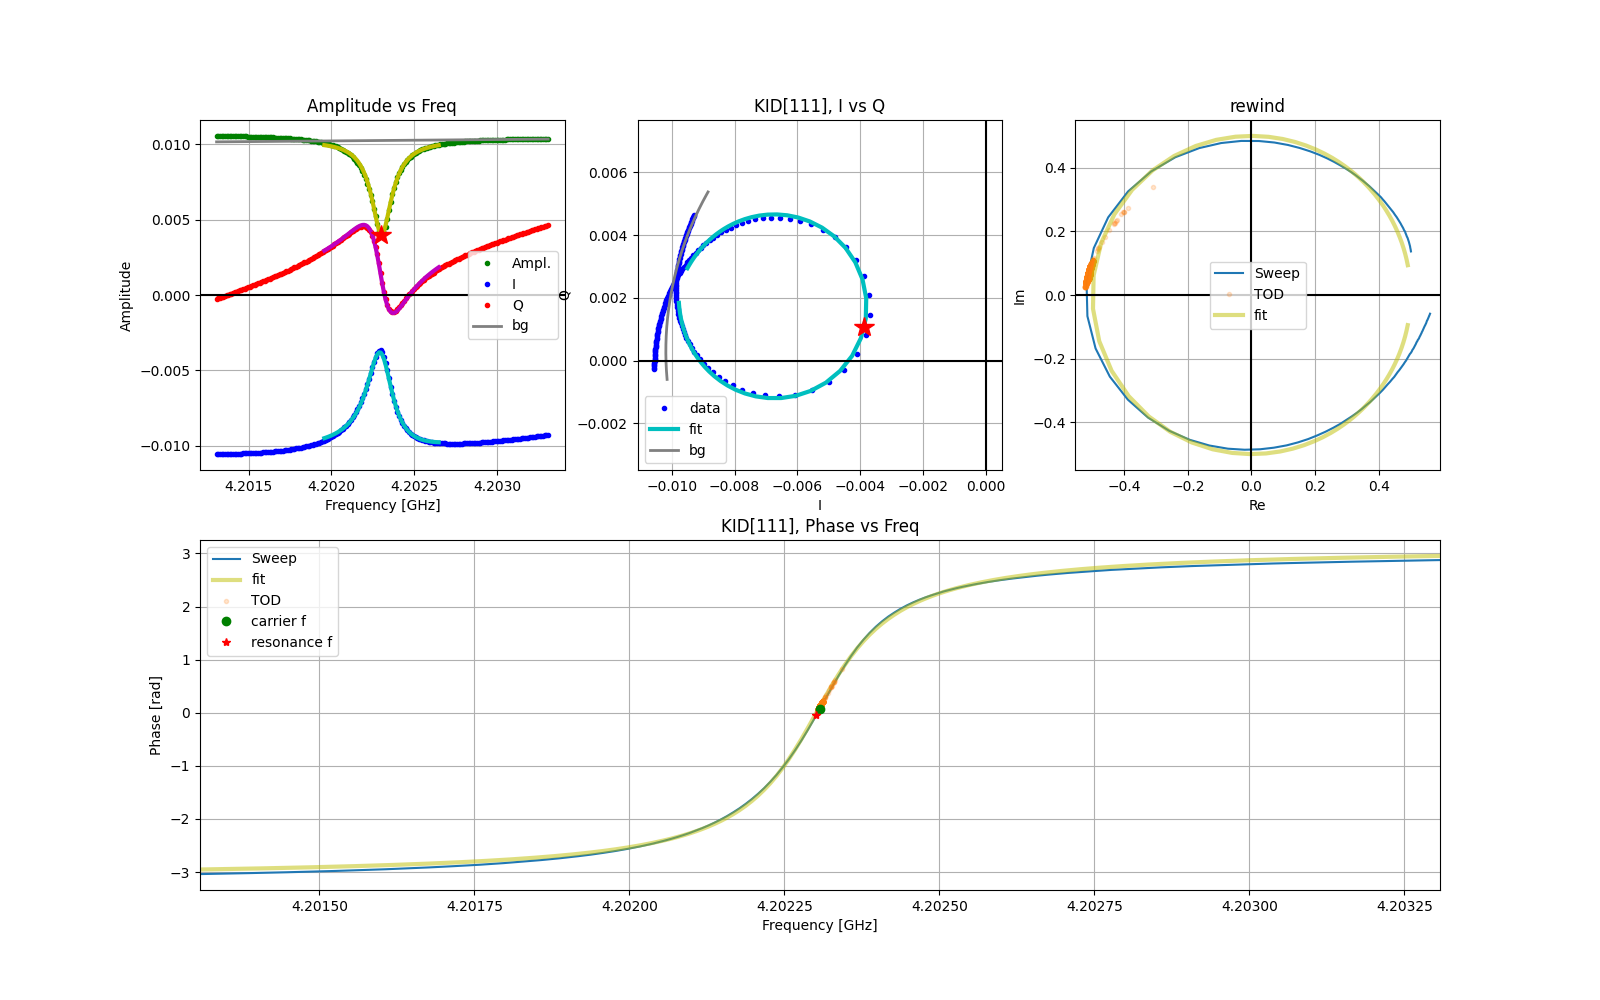 Amplitude vs Freq
Amplitude
0.010
0.005
0.000
−0.005
−0.010
4.2015
4.2020
4.2025
4.2030
Frequency [GHz]
Ampl.
I
Q
bg
KID[111], I vs Q
Q
0.006
0.004
0.002
0.000
−0.002
−0.010
−0.008
−0.006
−0.004
−0.002
0.000
I
data
fit
bg
rewind
Im
0.4
0.2
0.0
−0.2
−0.4
−0.4
−0.2
0.0
0.2
0.4
Re
Sweep
TOD
fit
KID[111], Phase vs Freq
Phase [rad]
3
2
1
0
−1
−2
−3
4.20150
4.20175
4.20200
4.20225
4.20250
4.20275
4.20300
4.20325
Frequency [GHz]
Sweep
fit
TOD
carrier f
resonance f